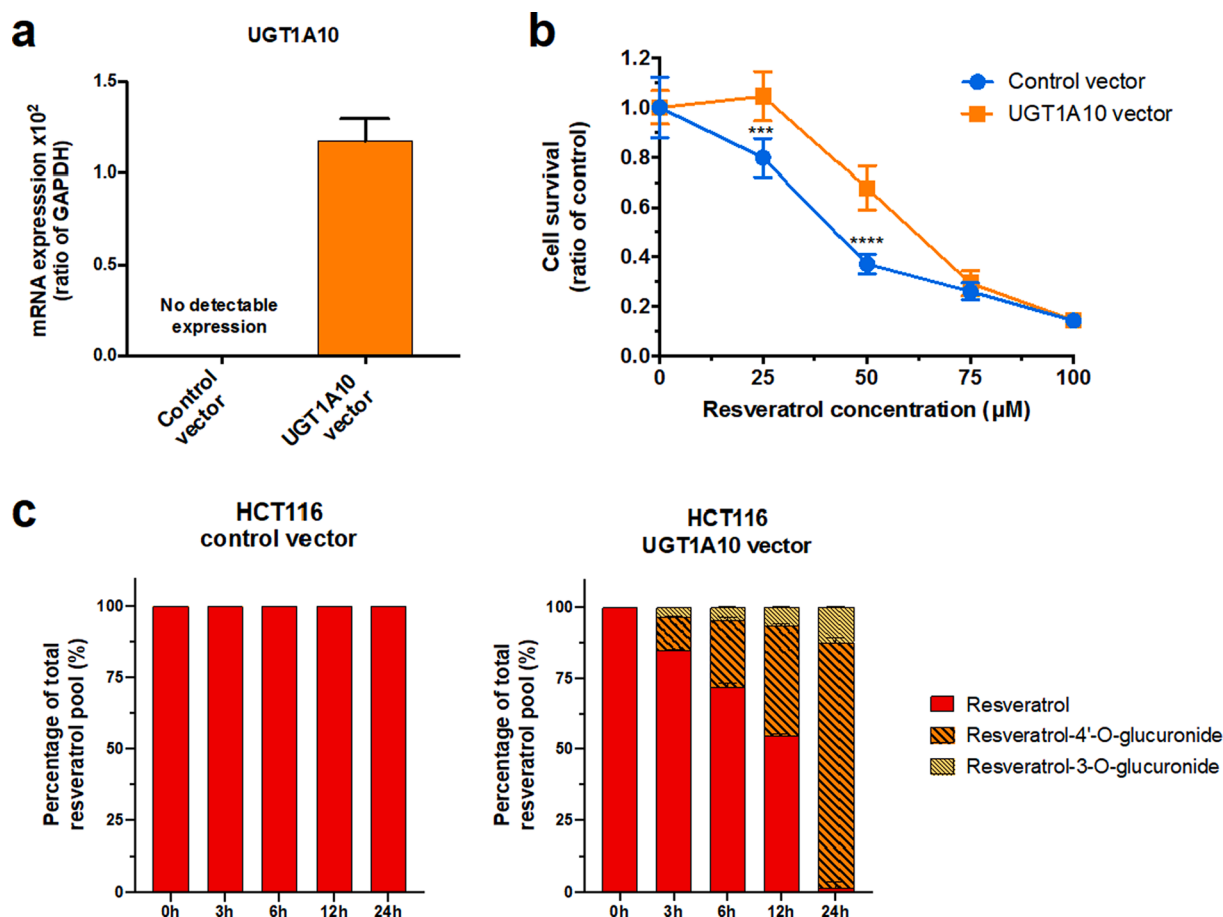 a
UGT1A10
mRNA expresssion x10²
(ratio of GAPDH)
1.5
1.0
0.5
0.0
No detectable
expression
Control
vector
UGT1A10
vector
b
Cell survival
(ratio of control)
1.2
1.0
0.8
0.6
0.4
0.2
0.0
***
****
Control vector
UGT1A10 vector
0 25 50 75 100
Resveratrol concentration (µM)
c
HCT116
control vector
Percentage of total
resveratrol pool (%)
100
75
50
25
0
0h 3h 6h 12h 24h
HCT116
UGT1A10 vector
Percentage of total
resveratrol pool (%)
100
75
50
25
0
0h 3h 6h 12h 24h
Resveratrol
Resveratrol-4'-O-glucuronide
Resveratrol-3-O-glucuronide